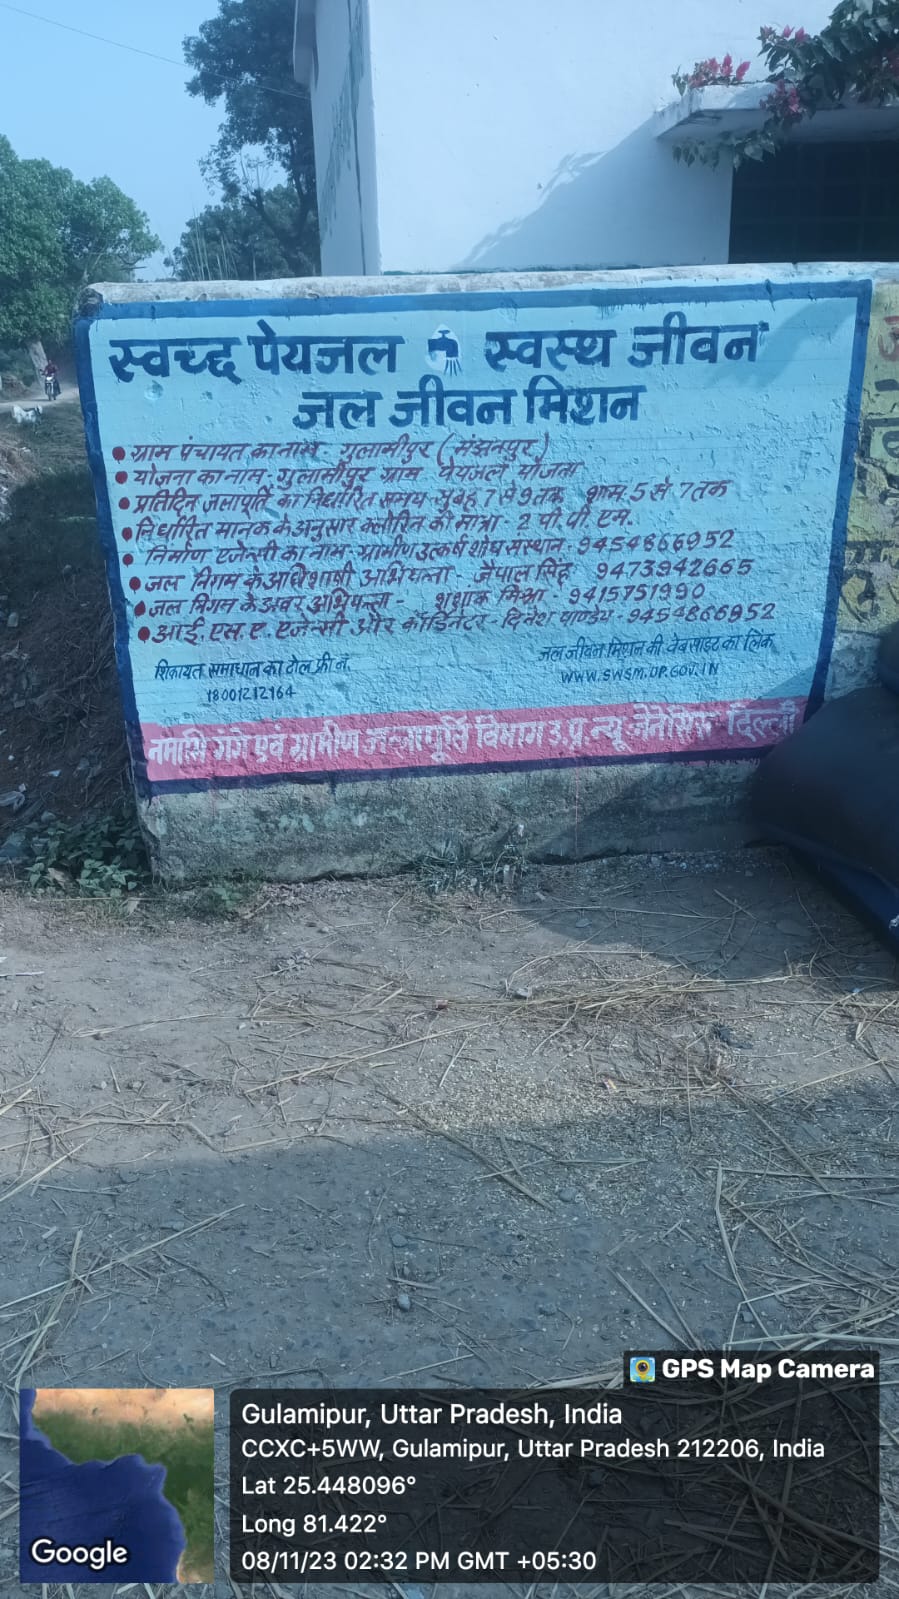 स्वच्छ पेयजल स्वस्थ जीवन
जल जीवन मिशन
ग्राम पंचायत का नाम - गुलामीपुर (मंझनपुर)
योजना का नाम - गुलामीपुर ग्राम पेयजल योजना
प्रतिदिन जलापूर्ति का निर्धारित समय - सुबह 7 से 9 तक शाम 5 से 7 तक
निर्धारित मानक के अनुसार क्लोरिन की मात्रा - 2 पी.पी.एम.
निर्माण एजेन्सी का नाम - ग्रामीण उत्कर्ष शोध संस्थान - 9454866952
जल निगम के अधिशाषी अभियन्ता - जैपाल सिंह 9473942665
जल निगम के अवर अभियन्ता - शशांक मिश्रा - 9415751990
आई.एस.ए. एजेन्सी और कॉर्डिनेटर - दिनेश पाण्डेय - 9454866952
शिकायत समाधान का टोल फ्री नं.
18001212164
जल जीवन मिशन की वेबसाइट का लिंक
WWW.SWSM.UP.GOV.IN
नमामि गंगे एवं ग्रामीण जलापूर्ति विभाग उ.प्र. न्यू जेनेसिस दिल्ली
GPS Map Camera
Gulamipur, Uttar Pradesh, India
CCXC+5WW, Gulamipur, Uttar Pradesh 212206, India
Lat 25.448096°
Long 81.422°
08/11/23 02:32 PM GMT +05:30
Google